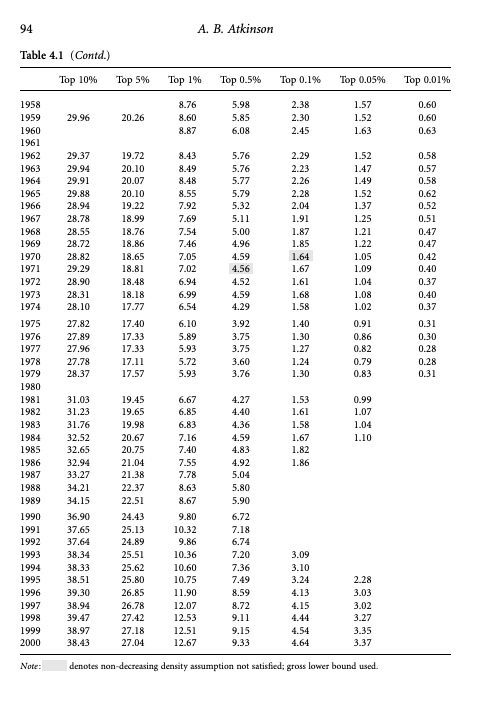 94 A. B. Atkinson
Table 4.1 (Contd.)
Top 10% Top 5% Top 1% Top 0.5% Top 0.1% Top 0.05% Top 0.01%
1958 8.76 5.98 2.38 1.57 0.60
1959 29.96 20.26 8.60 5.85 2.30 1.52 0.60
1960 8.87 6.08 2.45 1.63 0.63
1961
1962 29.37 19.72 8.43 5.76 2.29 1.52 0.58
1963 29.94 20.10 8.49 5.76 2.23 1.47 0.57
1964 29.91 20.07 8.48 5.77 2.26 1.49 0.58
1965 29.88 20.10 8.55 5.79 2.28 1.52 0.62
1966 28.94 19.22 7.92 5.32 2.04 1.37 0.52
1967 28.78 18.99 7.69 5.11 1.91 1.25 0.51
1968 28.55 18.76 7.54 5.00 1.87 1.21 0.47
1969 28.72 18.86 7.46 4.96 1.85 1.22 0.47
1970 28.82 18.65 7.05 4.59 1.64 1.05 0.42
1971 29.29 18.81 7.02 4.56 1.67 1.09 0.40
1972 28.90 18.48 6.94 4.52 1.61 1.04 0.37
1973 28.31 18.18 6.99 4.59 1.68 1.08 0.40
1974 28.10 17.77 6.54 4.29 1.58 1.02 0.37
1975 27.82 17.40 6.10 3.92 1.40 0.91 0.31
1976 27.89 17.33 5.89 3.75 1.30 0.86 0.30
1977 27.96 17.33 5.93 3.75 1.27 0.82 0.28
1978 27.78 17.11 5.72 3.60 1.24 0.79 0.28
1979 28.37 17.57 5.93 3.76 1.30 0.83 0.31
1980
1981 31.03 19.45 6.67 4.27 1.53 0.99
1982 31.23 19.65 6.85 4.40 1.61 1.07
1983 31.76 19.98 6.83 4.36 1.58 1.04
1984 32.52 20.67 7.16 4.59 1.67 1.10
1985 32.65 20.75 7.40 4.83 1.82
1986 32.94 21.04 7.55 4.92 1.86
1987 33.27 21.38 7.78 5.04
1988 34.21 22.37 8.63 5.80
1989 34.15 22.51 8.67 5.90
1990 36.90 24.43 9.80 6.72
1991 37.65 25.13 10.32 7.18
1992 37.64 24.89 9.86 6.74
1993 38.34 25.51 10.36 7.20 3.09
1994 38.33 25.62 10.60 7.36 3.10
1995 38.51 25.80 10.75 7.49 3.24 2.28
1996 39.30 26.85 11.90 8.59 4.13 3.03
1997 38.94 26.78 12.07 8.72 4.15 3.02
1998 39.47 27.42 12.53 9.11 4.44 3.27
1999 38.97 27.18 12.51 9.15 4.54 3.35
2000 38.43 27.04 12.67 9.33 4.64 3.37
Note: denotes non-decreasing density assumption not satisfied; gross lower bound used.